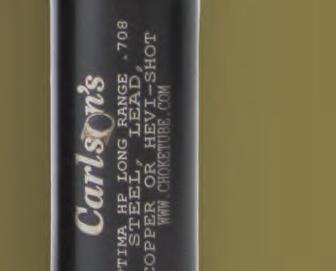 Carlson's
TIMA HP LONG RANGE .708
STEEL, LEAD,
COPPER OR HEVI-SHOT
WWW.CHOKETUBE.COM